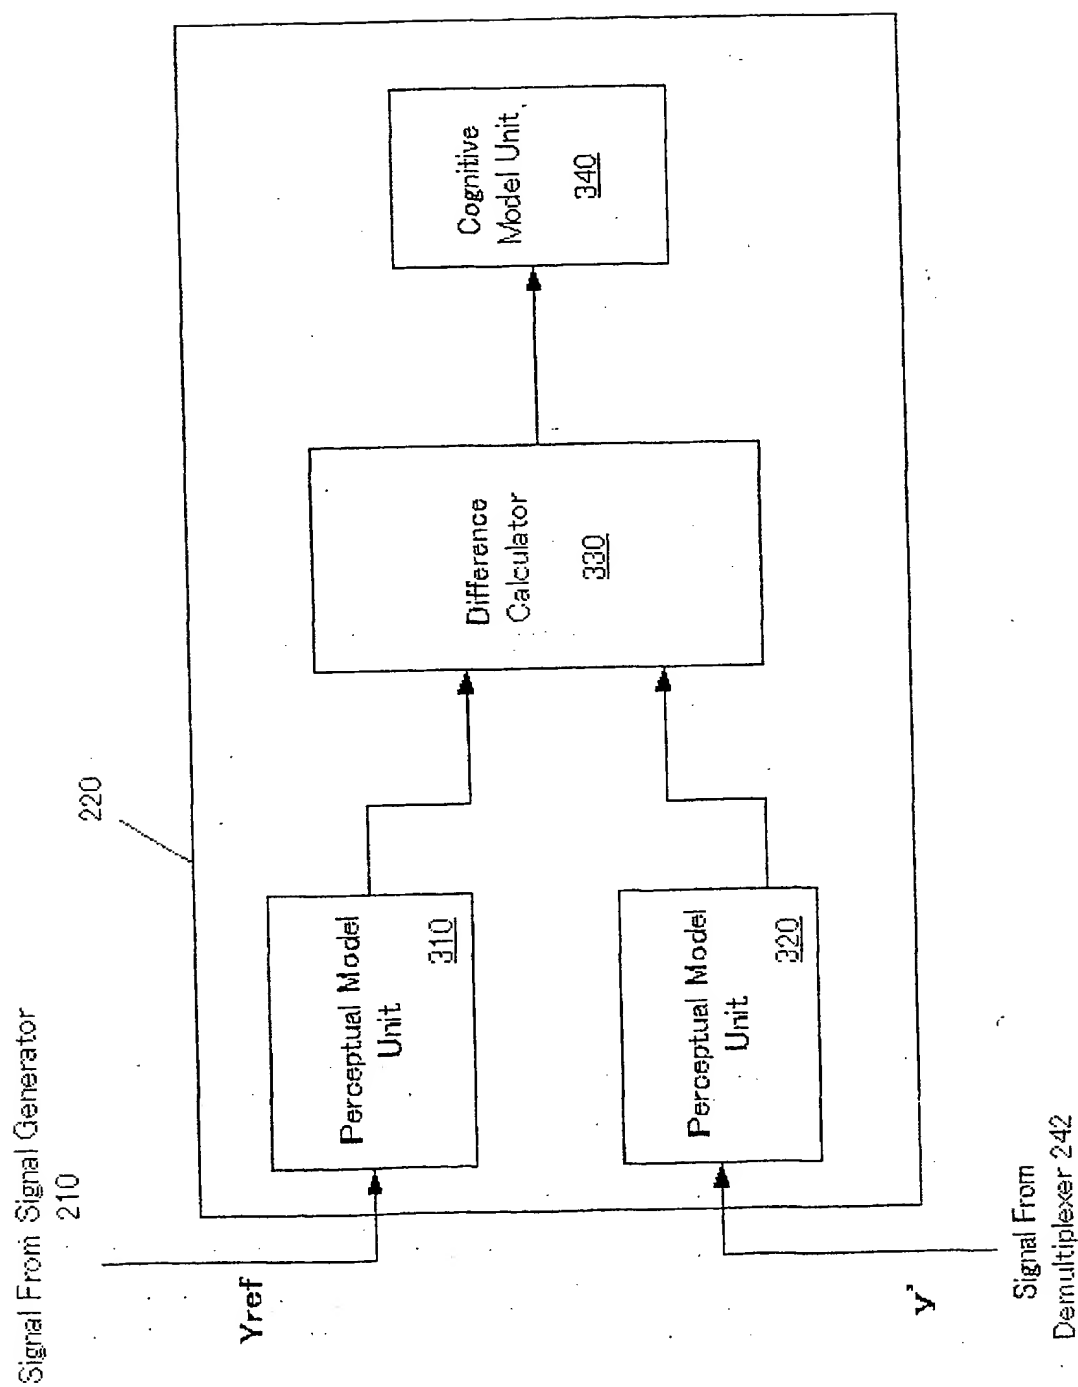 Signal From Signal Generator
210
Yref
220
Perceptual Model
Unit
310
Perceptual Model
Unit
320
Difference
Calculator
330
Cognitive
Model Unit
340
y'
Signal From
Demultiplexer 242